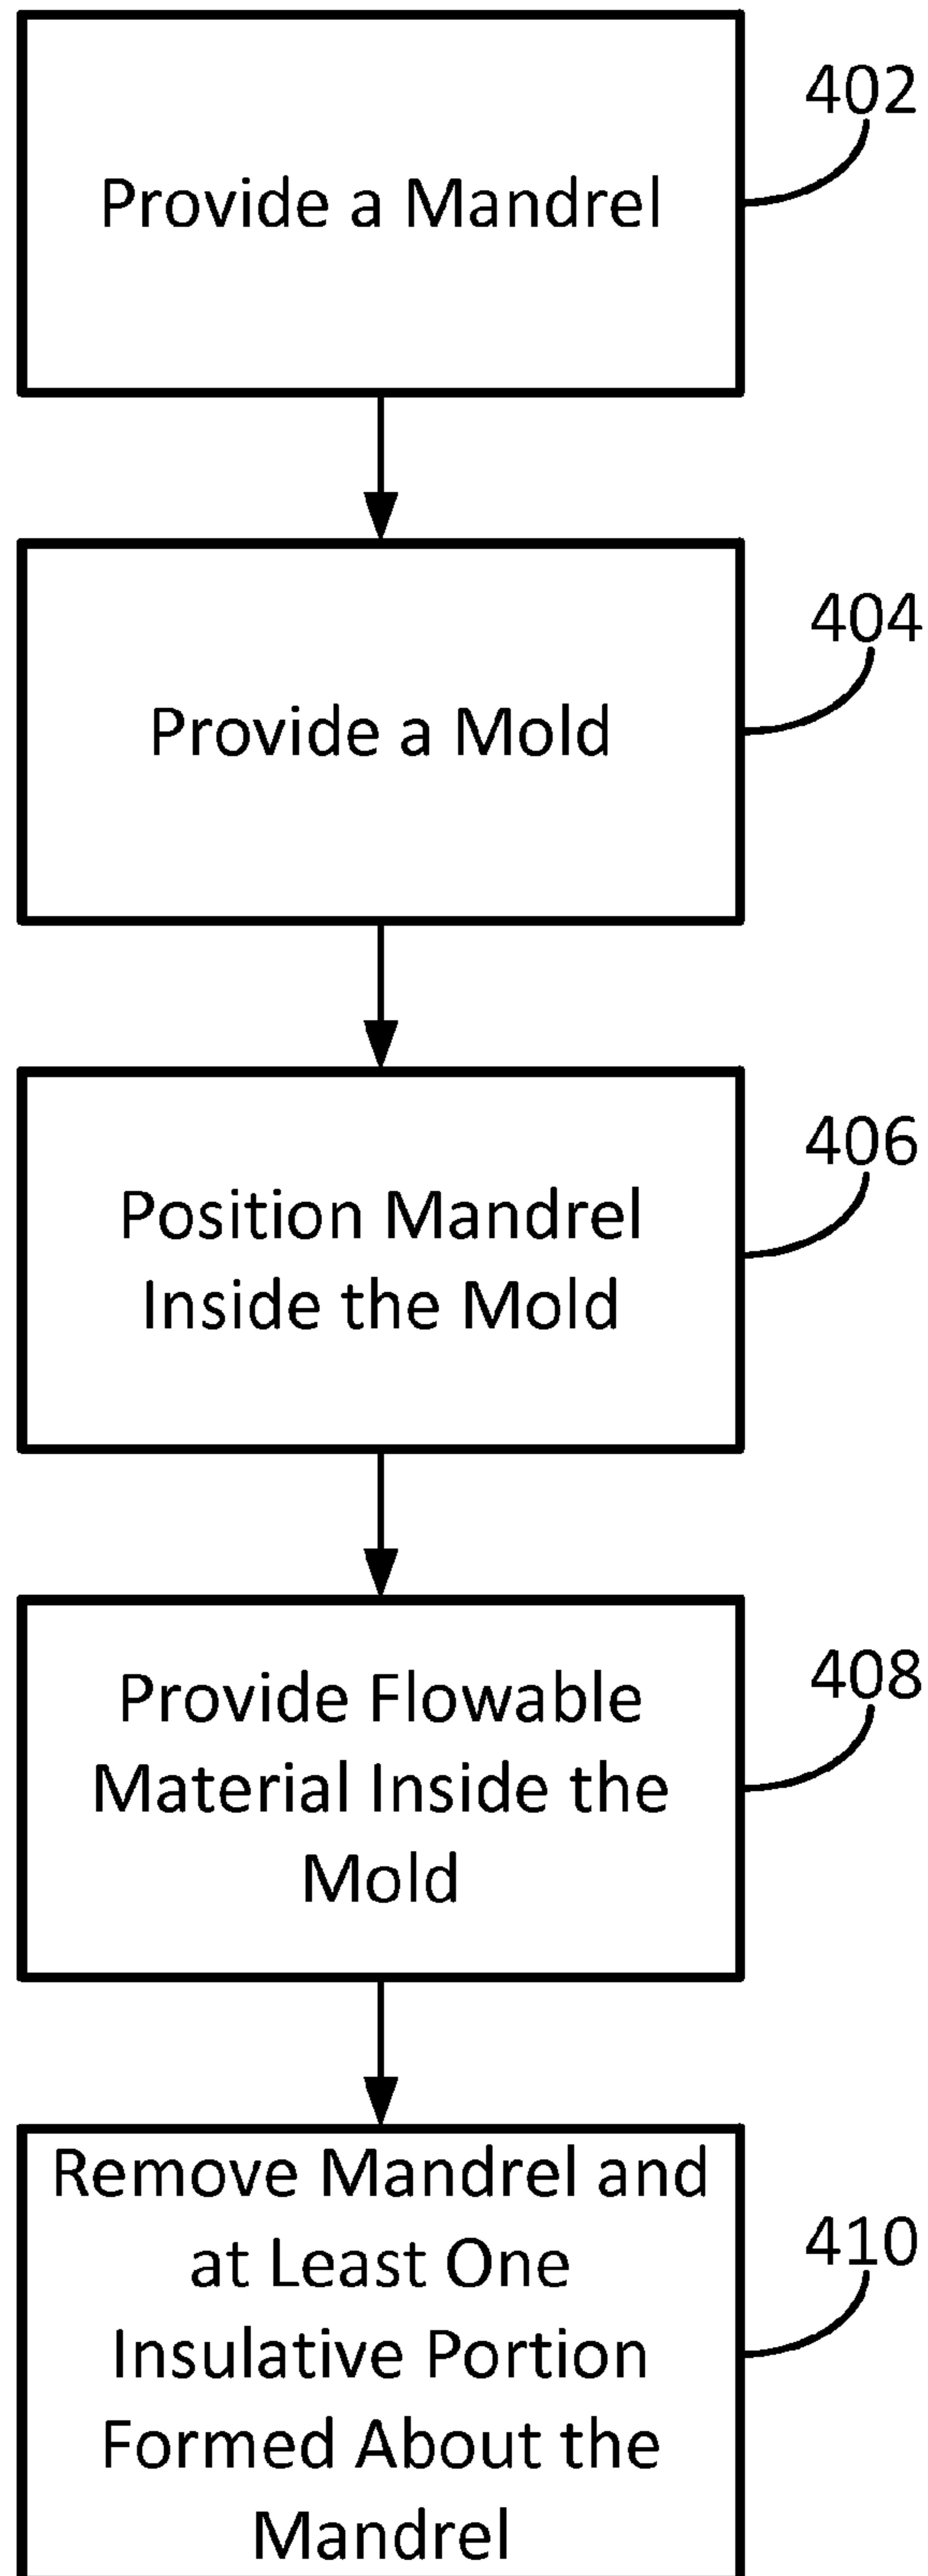 402
Provide a Mandrel
404
Provide a Mold
406
Position Mandrel
Inside the Mold
408
Provide Flowable
Material Inside the
Mold
410
Remove Mandrel and
at Least One
Insulative Portion
Formed About the
Mandrel